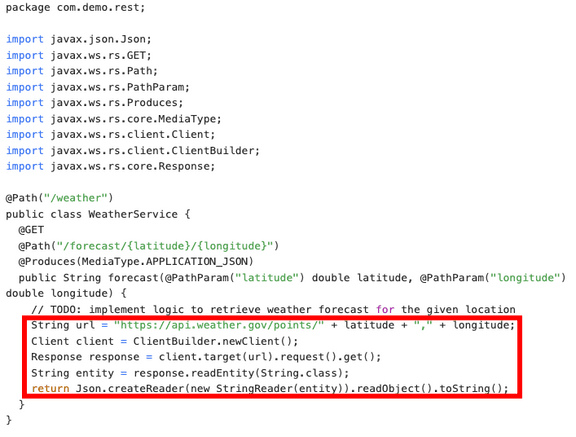 package com.demo.rest;
import javax.json.Json;
import javax.ws.rs.GET;
import javax.ws.rs.Path;
import javax.ws.rs.PathParam;
import javax.ws.rs.Produces;
import javax.ws.rs.core.MediaType;
import javax.ws.rs.client.Client;
import javax.ws.rs.client.ClientBuilder;
import javax.ws.rs.core.Response;
@Path("/weather")
public class WeatherService {
@GET
@Path("/forecast/{latitude}/{longitude}")
@Produces(MediaType.APPLICATION_JSON)
public String forecast(@PathParam("latitude") double latitude, @PathParam("longitude")
double longitude) {
// TODO: implement logic to retrieve weather forecast for the given location
String url = "https://api.weather.gov/points/" + latitude + "," + longitude;
Client client = ClientBuilder.newClient();
Response response = client.target(url).request().get();
String entity = response.readEntity(String.class);
return Json.createReader(new StringReader(entity)).readObject().toString();
}
}